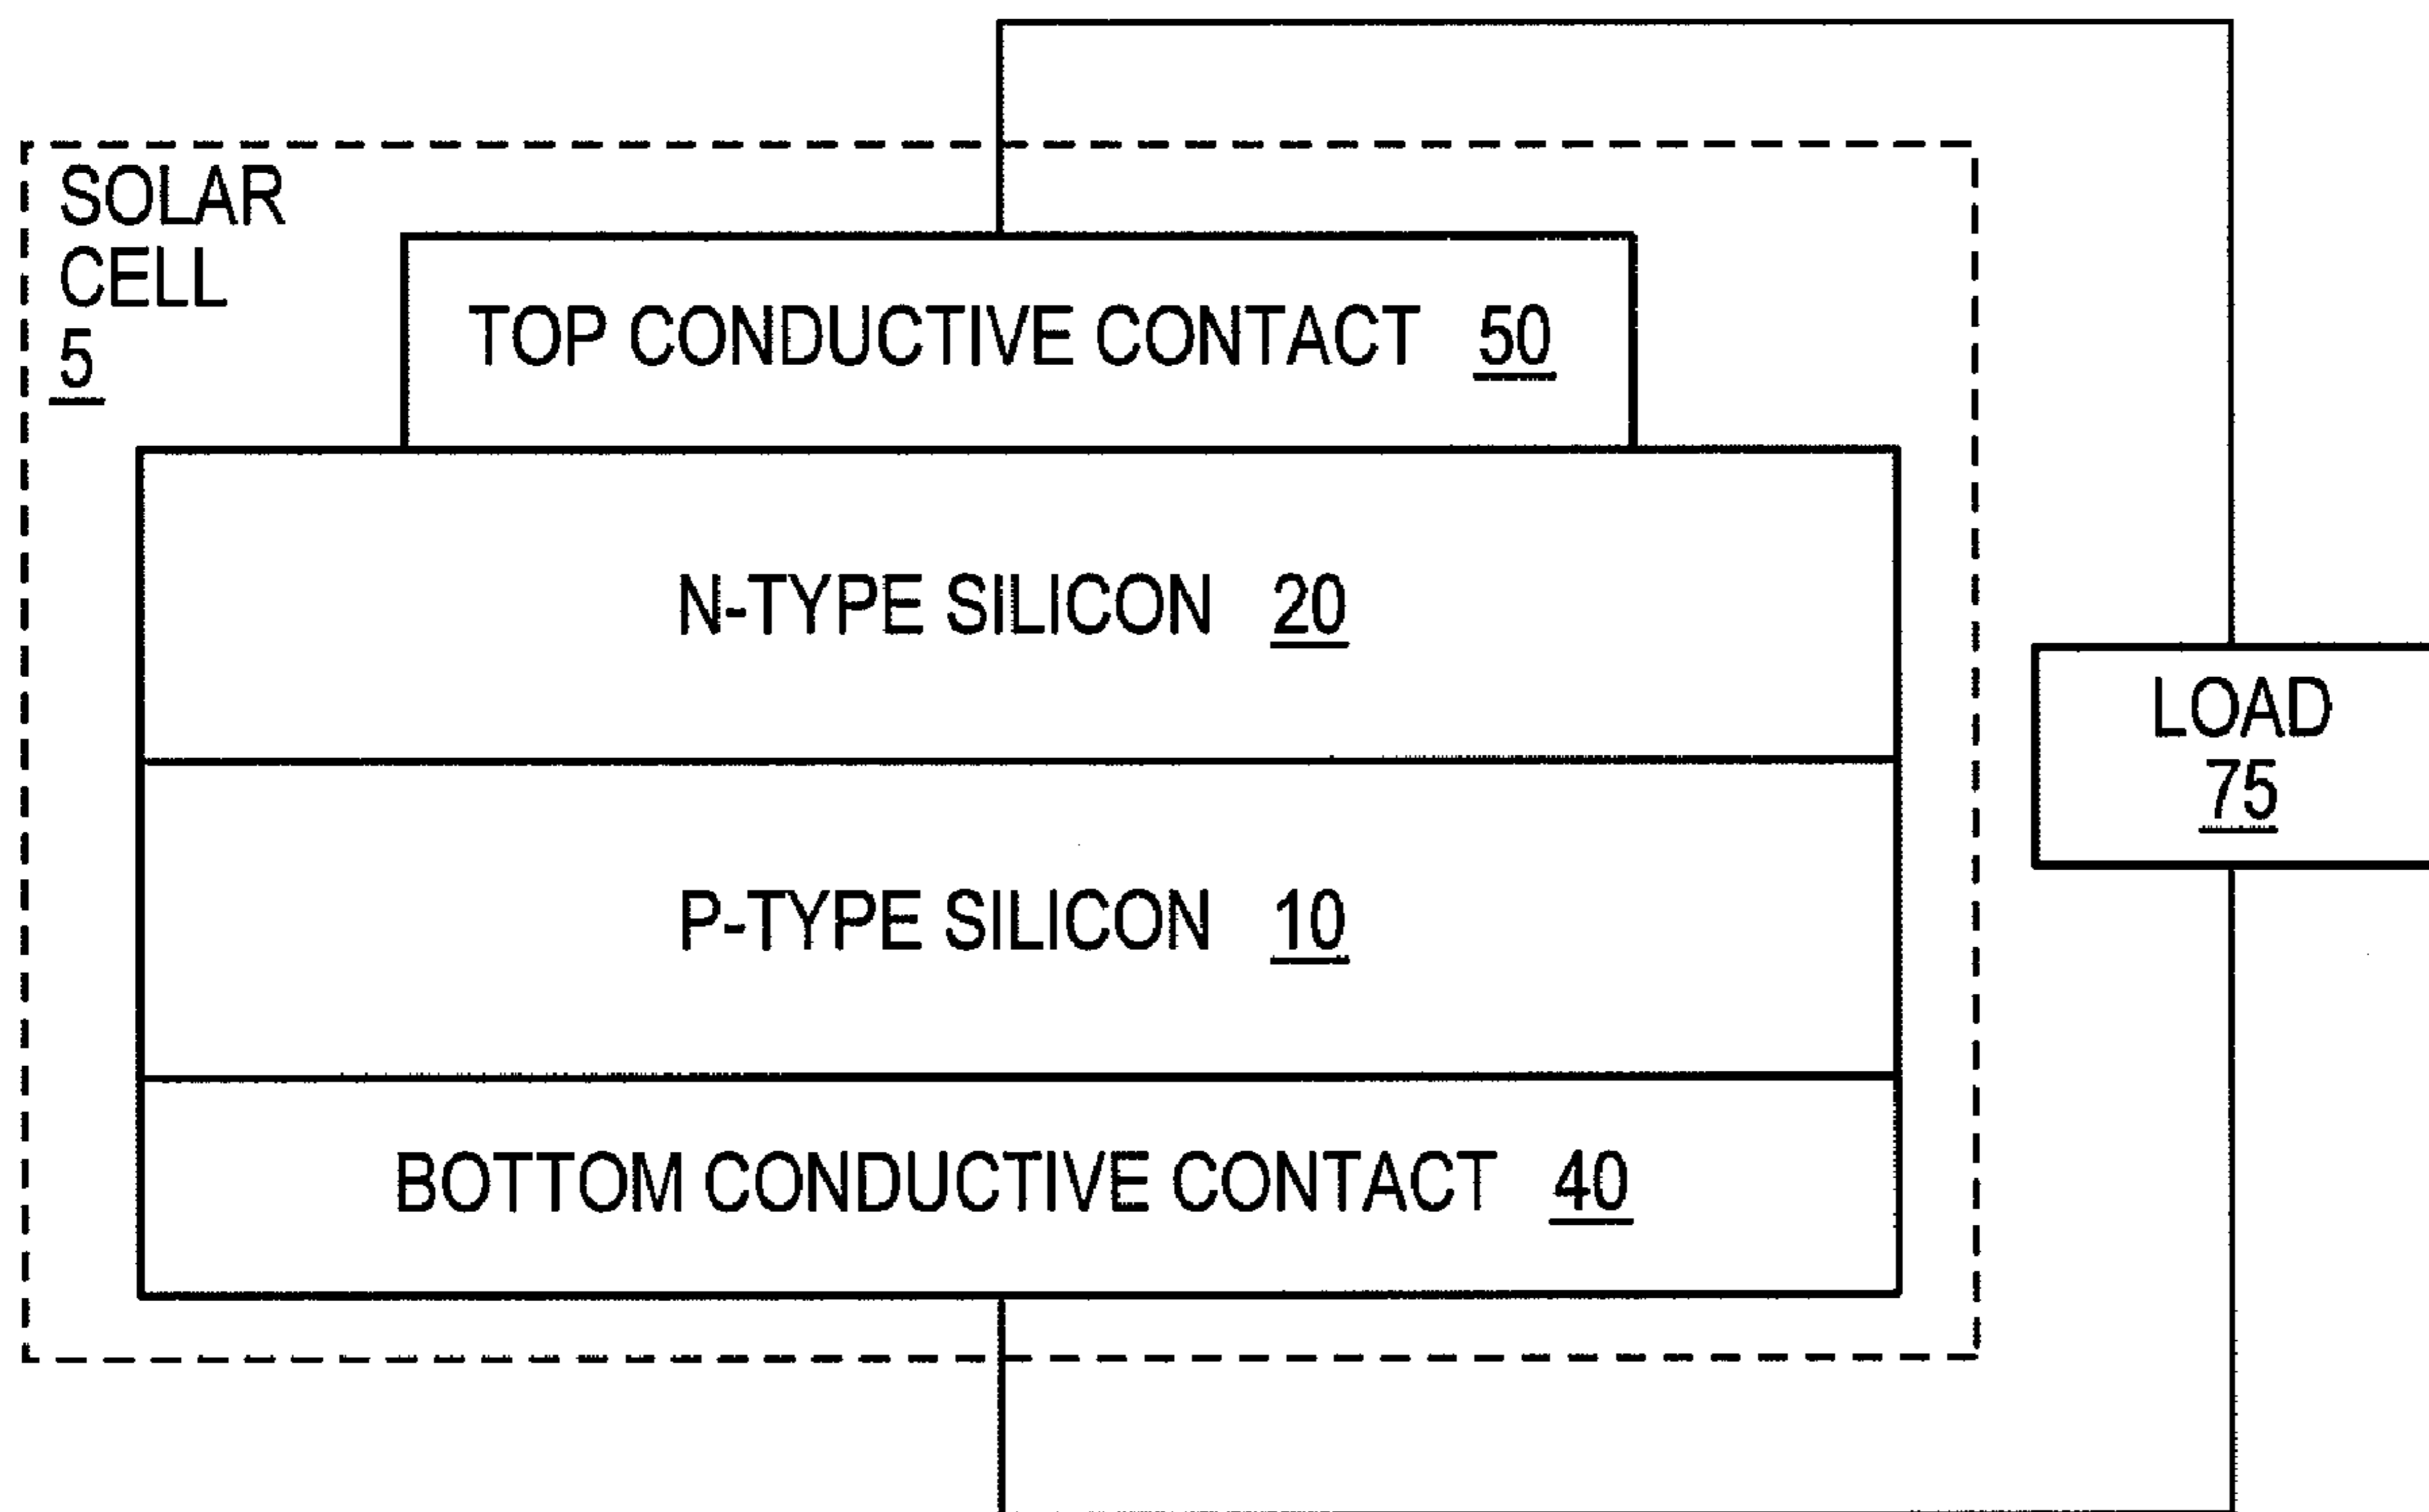 SOLAR
CELL
5
TOP CONDUCTIVE CONTACT 50
N-TYPE SILICON 20
LOAD
75
P-TYPE SILICON 10
BOTTOM CONDUCTIVE CONTACT 40